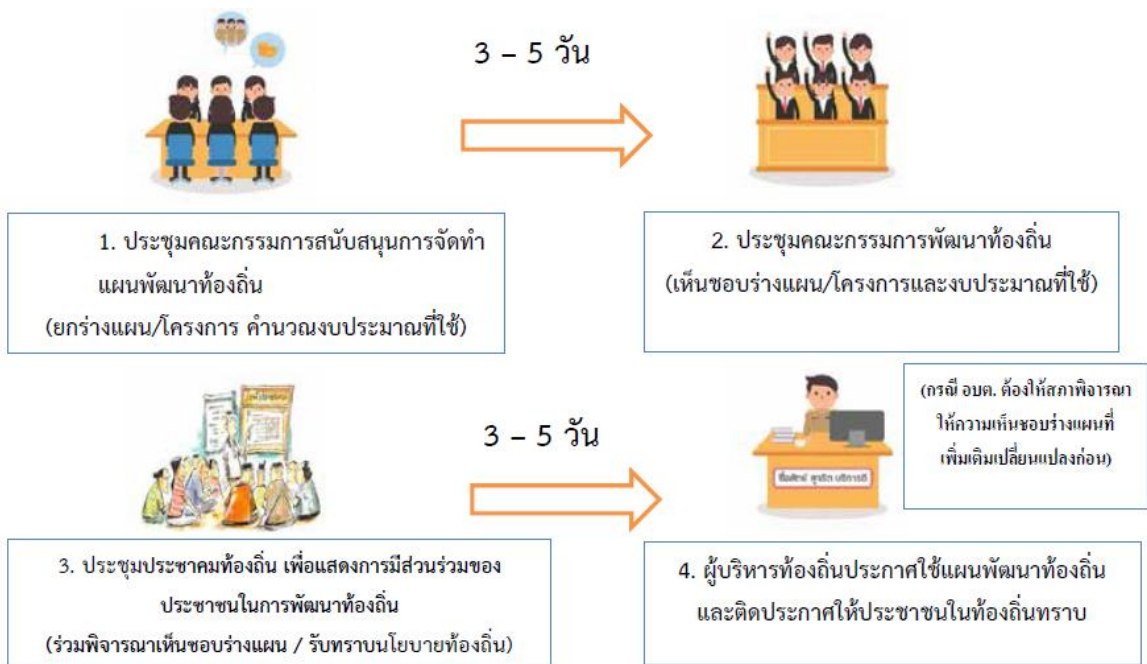 3 – 5 วัน
1. ประชุมคณะกรรมการสนับสนุนการจัดทำ
แผนพัฒนาท้องถิ่น
(ยกร่างแผน/โครงการ คำนวณงบประมาณที่ใช้)
2. ประชุมคณะกรรมการพัฒนาท้องถิ่น
(เห็นชอบร่างแผน/โครงการและงบประมาณที่ใช้)
3 – 5 วัน
(กรณี อบต. ต้องให้สภาพิจารณา
ให้ความเห็นชอบร่างแผนที่
เพิ่มเติมเปลี่ยนแปลงก่อน)
ซื่อสัตย์ สุจริต บริการดี
3. ประชุมประชาคมท้องถิ่น เพื่อแสดงการมีส่วนร่วมของ
ประชาชนในการพัฒนาท้องถิ่น
(ร่วมพิจารณาเห็นชอบร่างแผน / รับทราบนโยบายท้องถิ่น)
4. ผู้บริหารท้องถิ่นประกาศใช้แผนพัฒนาท้องถิ่น
และติดประกาศให้ประชาชนในท้องถิ่นทราบ